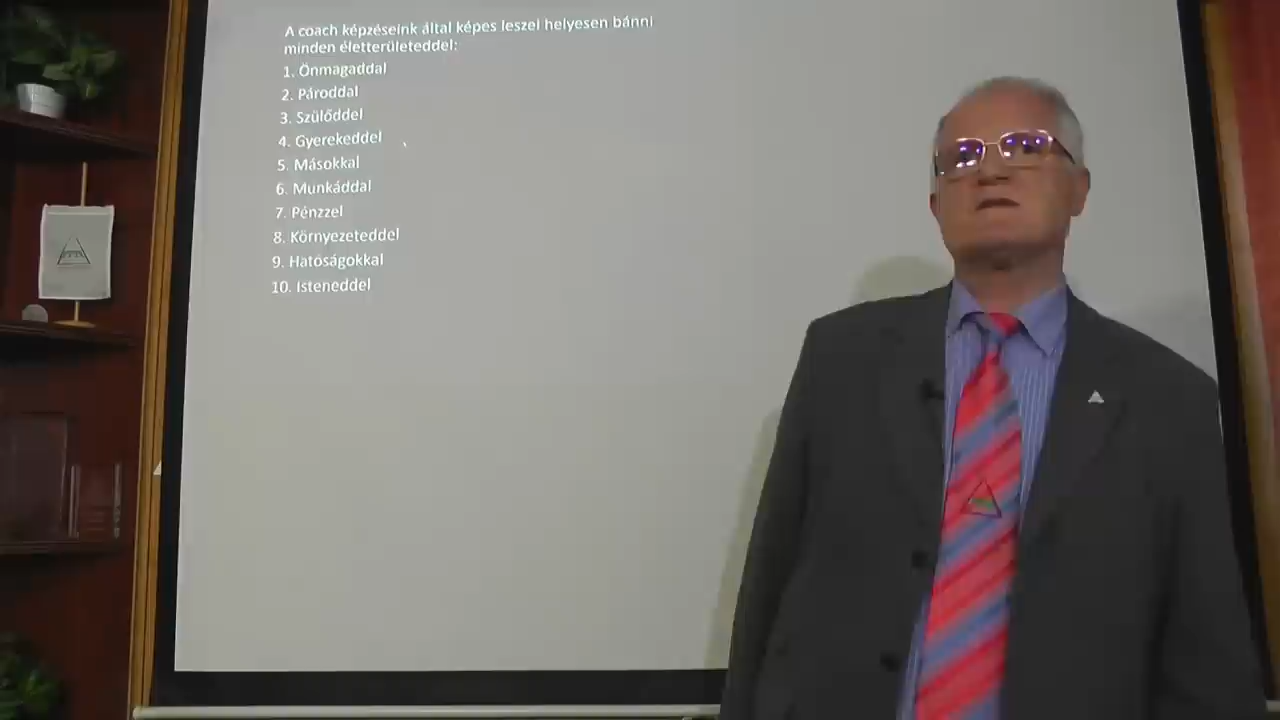 A coach képzéseink által képes leszel helyesen bánni
minden életterületeddel:
1. Önmagaddal
2. Pároddal
3. Szülőddel
4. Gyerekeddel
5. Másokkal
6. Munkáddal
7. Pénzzel
8. Környezeteddel
9. Hatóságokkal
10. Isteneddel